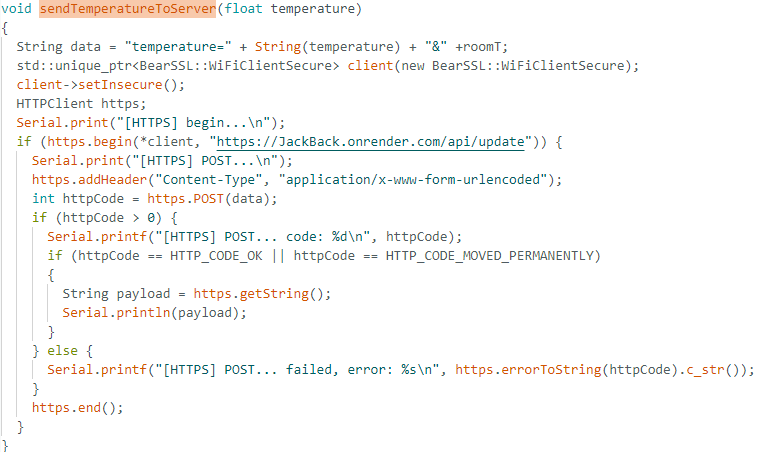 void sendTemperatureToServer(float temperature)
{
  String data = "temperature=" + String(temperature) + "&" +roomT;
  std::unique_ptr<BearSSL::WiFiClientSecure> client(new BearSSL::WiFiClientSecure);
  client->setInsecure();
  HTTPClient https;
  Serial.print("[HTTPS] begin...\n");
  if (https.begin(*client, "https://JackBack.onrender.com/api/update")) {
    Serial.print("[HTTPS] POST...\n");
    https.addHeader("Content-Type", "application/x-www-form-urlencoded");
    int httpCode = https.POST(data);
    if (httpCode > 0) {
      Serial.printf("[HTTPS] POST... code: %d\n", httpCode);
      if (httpCode == HTTP_CODE_OK || httpCode == HTTP_CODE_MOVED_PERMANENTLY)
      {
        String payload = https.getString();
        Serial.println(payload);
      }
    } else {
      Serial.printf("[HTTPS] POST... failed, error: %s\n", https.errorToString(httpCode).c_str());
    }
    https.end();
  }
}